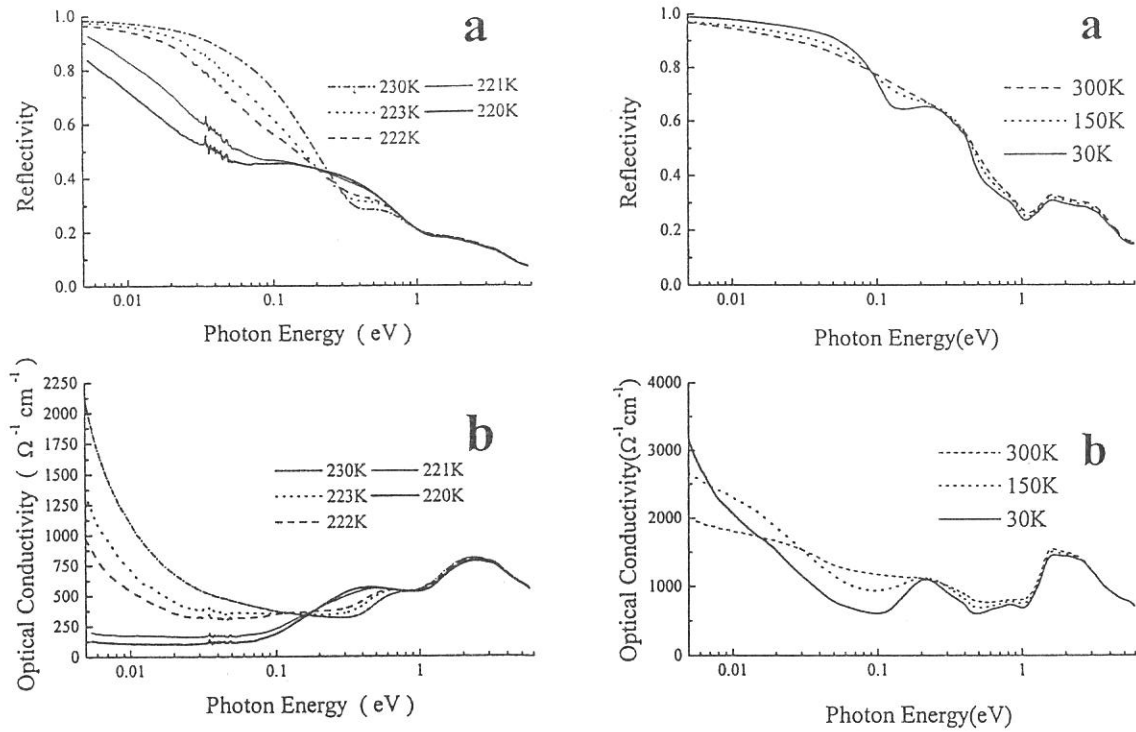 a
Reflectivity
1.0
0.8
0.6
0.4
0.2
0.0
230K 221K
223K 220K
222K
0.01 0.1 1
Photon Energy ( eV )
a
Reflectivity
1.0
0.8
0.6
0.4
0.2
0.0
300K
150K
30K
0.01 0.1 1
Photon Energy(eV)
b
Optical Conductivity ( Ω⁻¹ cm⁻¹ )
2250
2000
1750
1500
1250
1000
750
500
250
0
230K 221K
223K 220K
222K
0.01 0.1 1
Photon Energy ( eV )
b
Optical Conductivity(Ω⁻¹cm⁻¹)
4000
3000
2000
1000
0
300K
150K
30K
0.01 0.1 1
Photon Energy(eV)